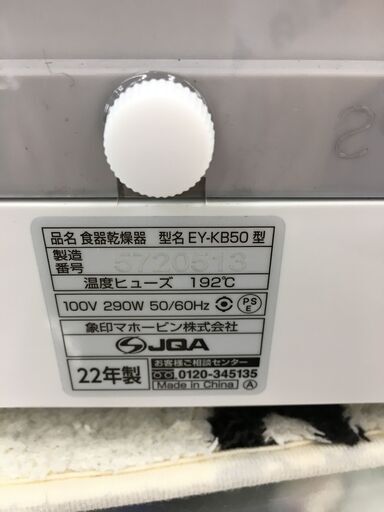 品名 食器乾燥器 型名 EY-KB50 型
製造番号 5720513
温度ヒューズ 192℃
100V 290W 50/60Hz PSE
象印マホービン株式会社
JQA
22年製
お客様ご相談センター
0120-345135
Made in China Ⓐ